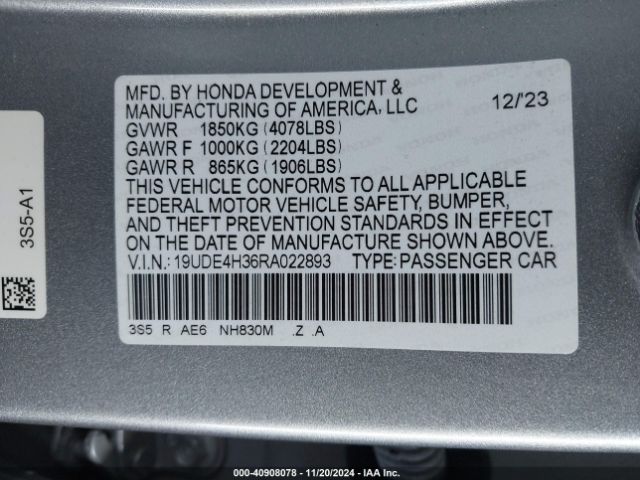 MFD. BY HONDA DEVELOPMENT &
MANUFACTURING OF AMERICA, LLC 12/'23
GVWR 1850KG (4078LBS)
GAWR F 1000KG (2204LBS)
GAWR R 865KG (1906LBS)
THIS VEHICLE CONFORMS TO ALL APPLICABLE
FEDERAL MOTOR VEHICLE SAFETY, BUMPER,
AND THEFT PREVENTION STANDARDS IN EFFECT
ON THE DATE OF MANUFACTURE SHOWN ABOVE.
V.I.N.: 19UDE4H36RA022893 TYPE: PASSENGER CAR
3S5 R AE6 NH830M .Z .A
3S5-A1
000-40908078 — 11/20/2024 — IAA Inc.